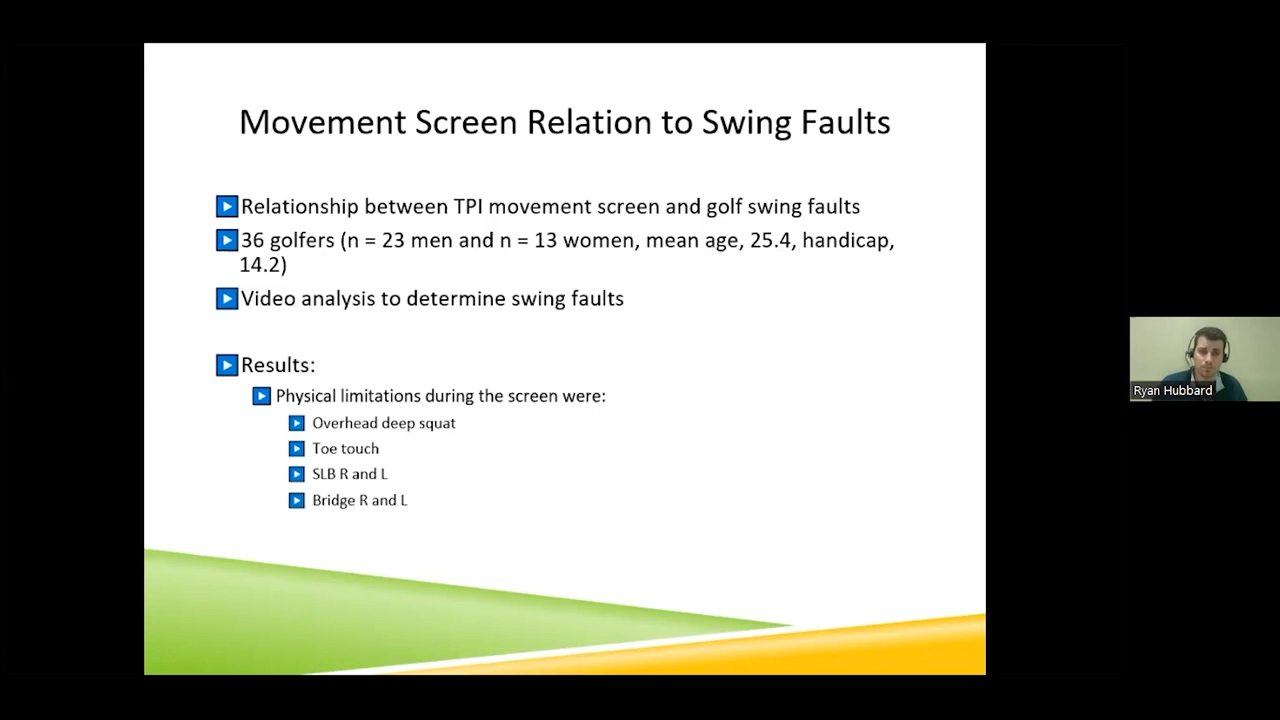 Movement Screen Relation to Swing Faults
Relationship between TPI movement screen and golf swing faults
36 golfers (n = 23 men and n = 13 women, mean age, 25.4, handicap,
14.2)
Video analysis to determine swing faults
Results:
Physical limitations during the screen were:
Overhead deep squat
Toe touch
SLB R and L
Bridge R and L
Ryan Hubbard